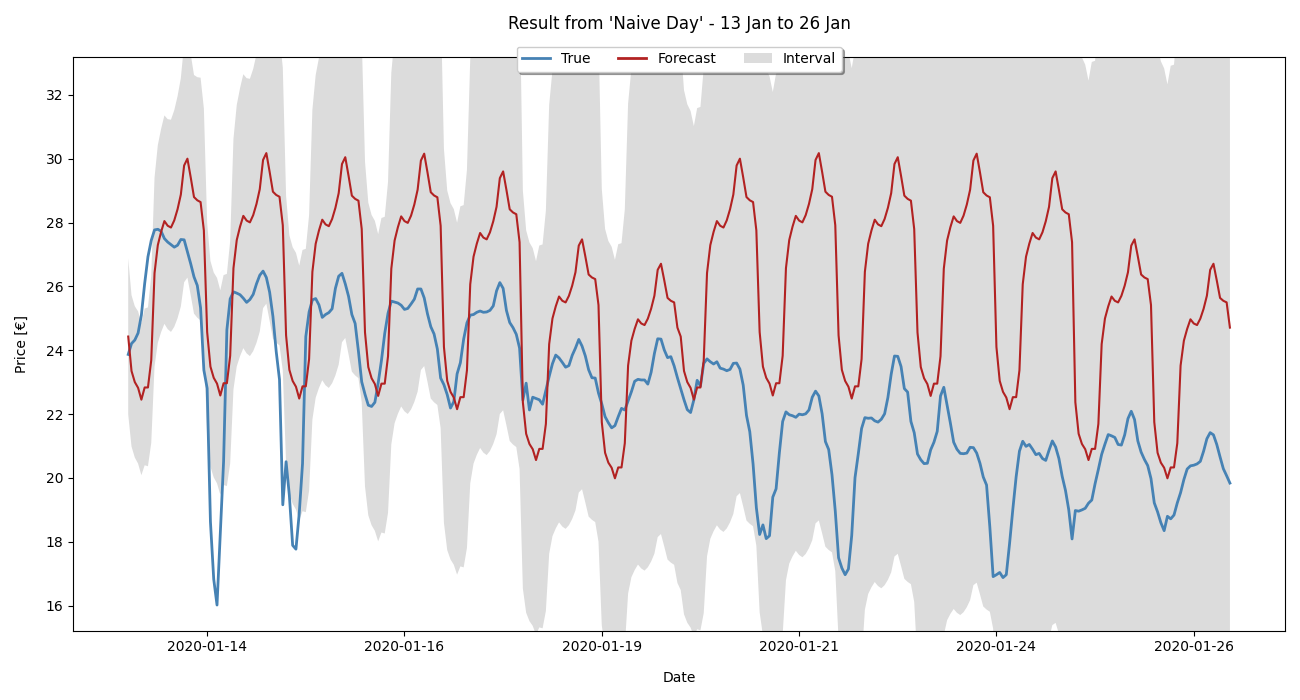 Result from 'Naive Day' - 13 Jan to 26 Jan
True Forecast Interval
32
30
28
26
24
22
20
18
16
Price [€]
2020-01-14 2020-01-16 2020-01-19 2020-01-21 2020-01-24 2020-01-26
Date